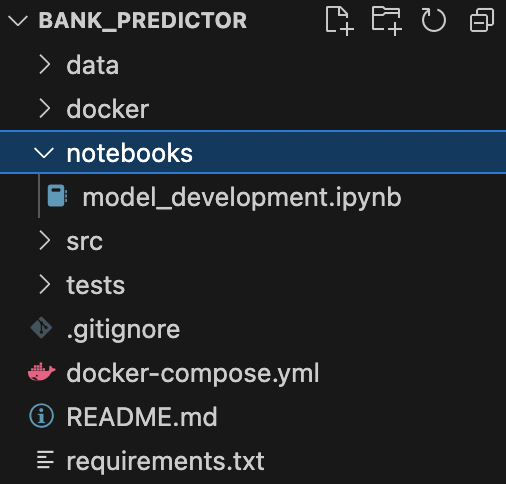 BANK_PREDICTOR
data
docker
notebooks
model_development.ipynb
src
tests
.gitignore
docker-compose.yml
README.md
requirements.txt